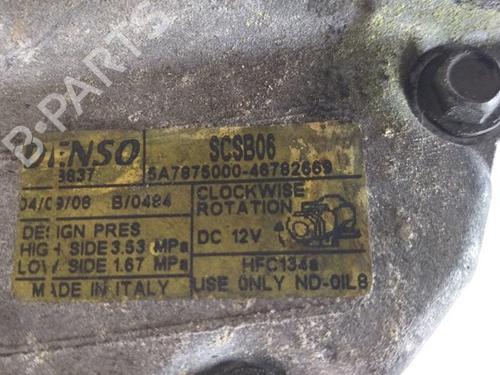 B-PARTS
DENSO SCSB06
8837 5A7875000-46782669
04/09/08 B/0484 CLOCKWISE
ROTATION
DESIGN PRES DC 12V
HIGH SIDE 3.53 MPa
LOW SIDE 1.67 MPa HFC134a
MADE IN ITALY USE ONLY ND-OIL8